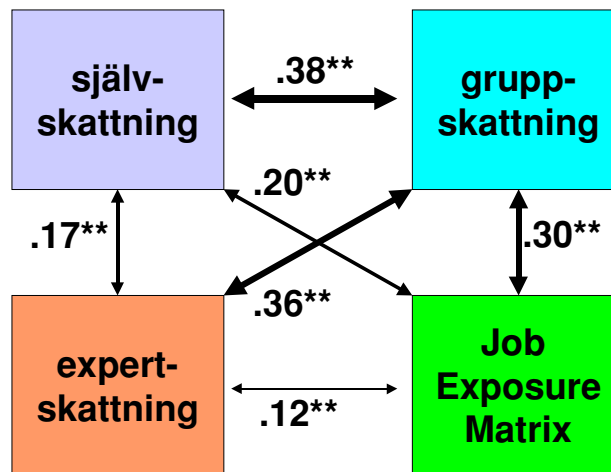 själv-
skattning
.38**
grupp-
skattning
.20**
.17**
.30**
.36**
expert-
skattning
.12**
Job
Exposure
Matrix